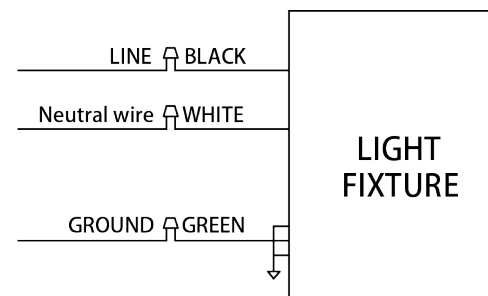 LINE BLACK
Neutral wire WHITE
GROUND GREEN
LIGHT
FIXTURE